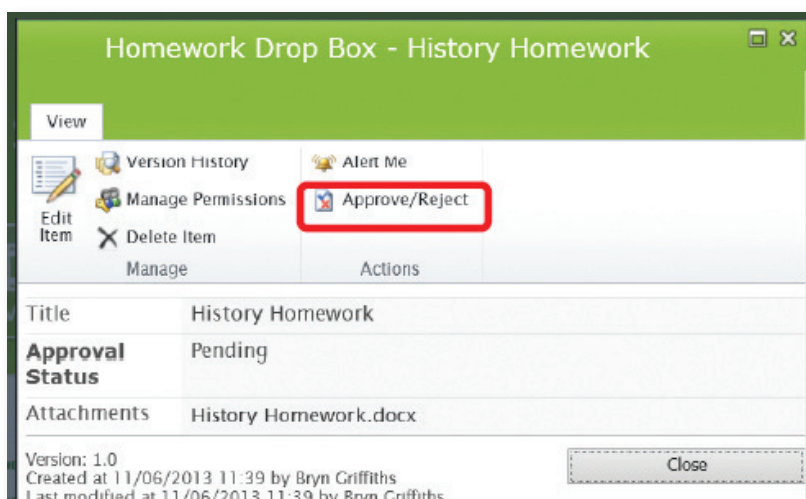 Homework Drop Box - History Homework
View
Edit
Item
Version History
Manage Permissions
Delete Item
Manage
Alert Me
Approve/Reject
Actions
Title History Homework
Approval
Status
Pending
Attachments History Homework.docx
Version: 1.0
Created at 11/06/2013 11:39 by Bryn Griffiths
Last modified at 11/06/2013 11:39 by Bryn Griffiths
Close